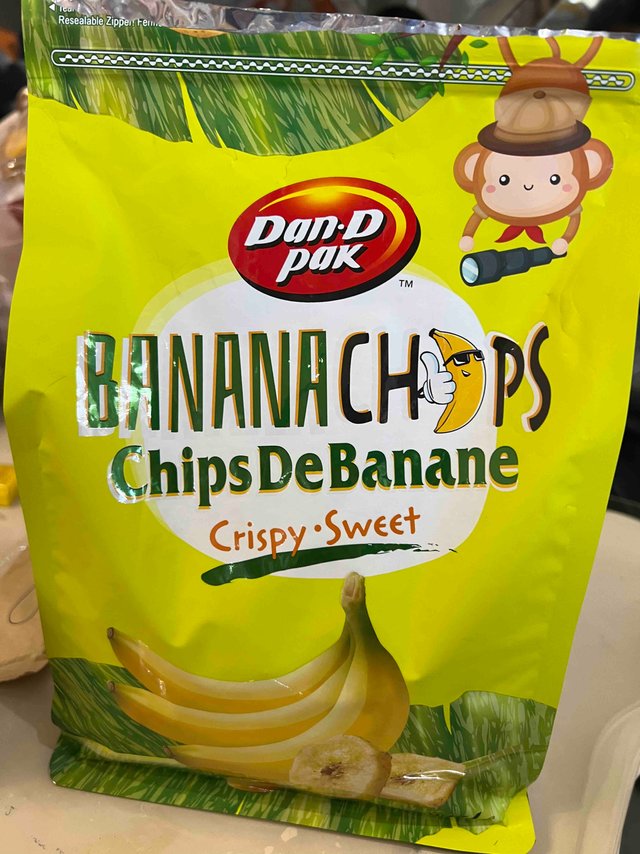 Resealable Zipper
Dan·D
pak
TM
BANANA CHIPS
Chips De Banane
Crispy • Sweet